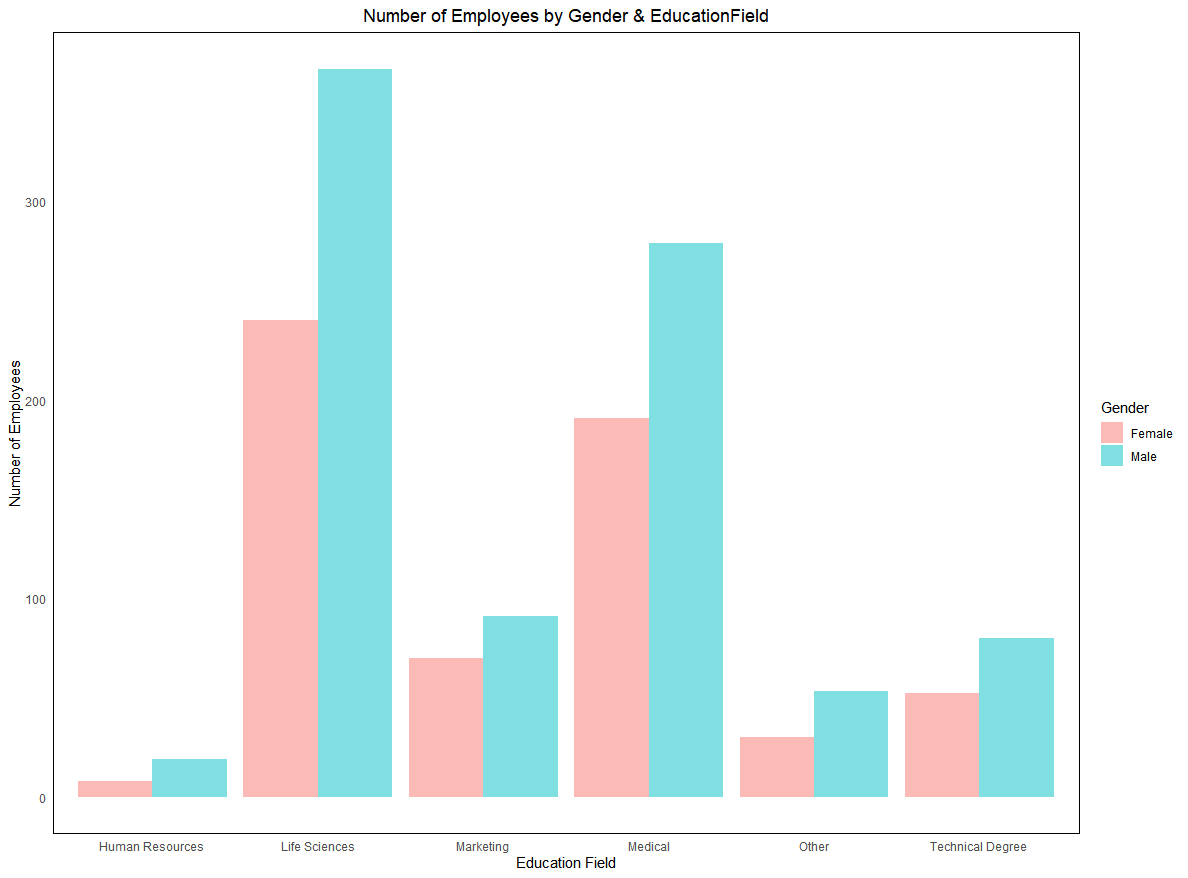 Number of Employees by Gender & EducationField
Number of Employees
300
200
100
0
Human Resources
Life Sciences
Marketing
Medical
Other
Technical Degree
Education Field
Gender
Female
Male